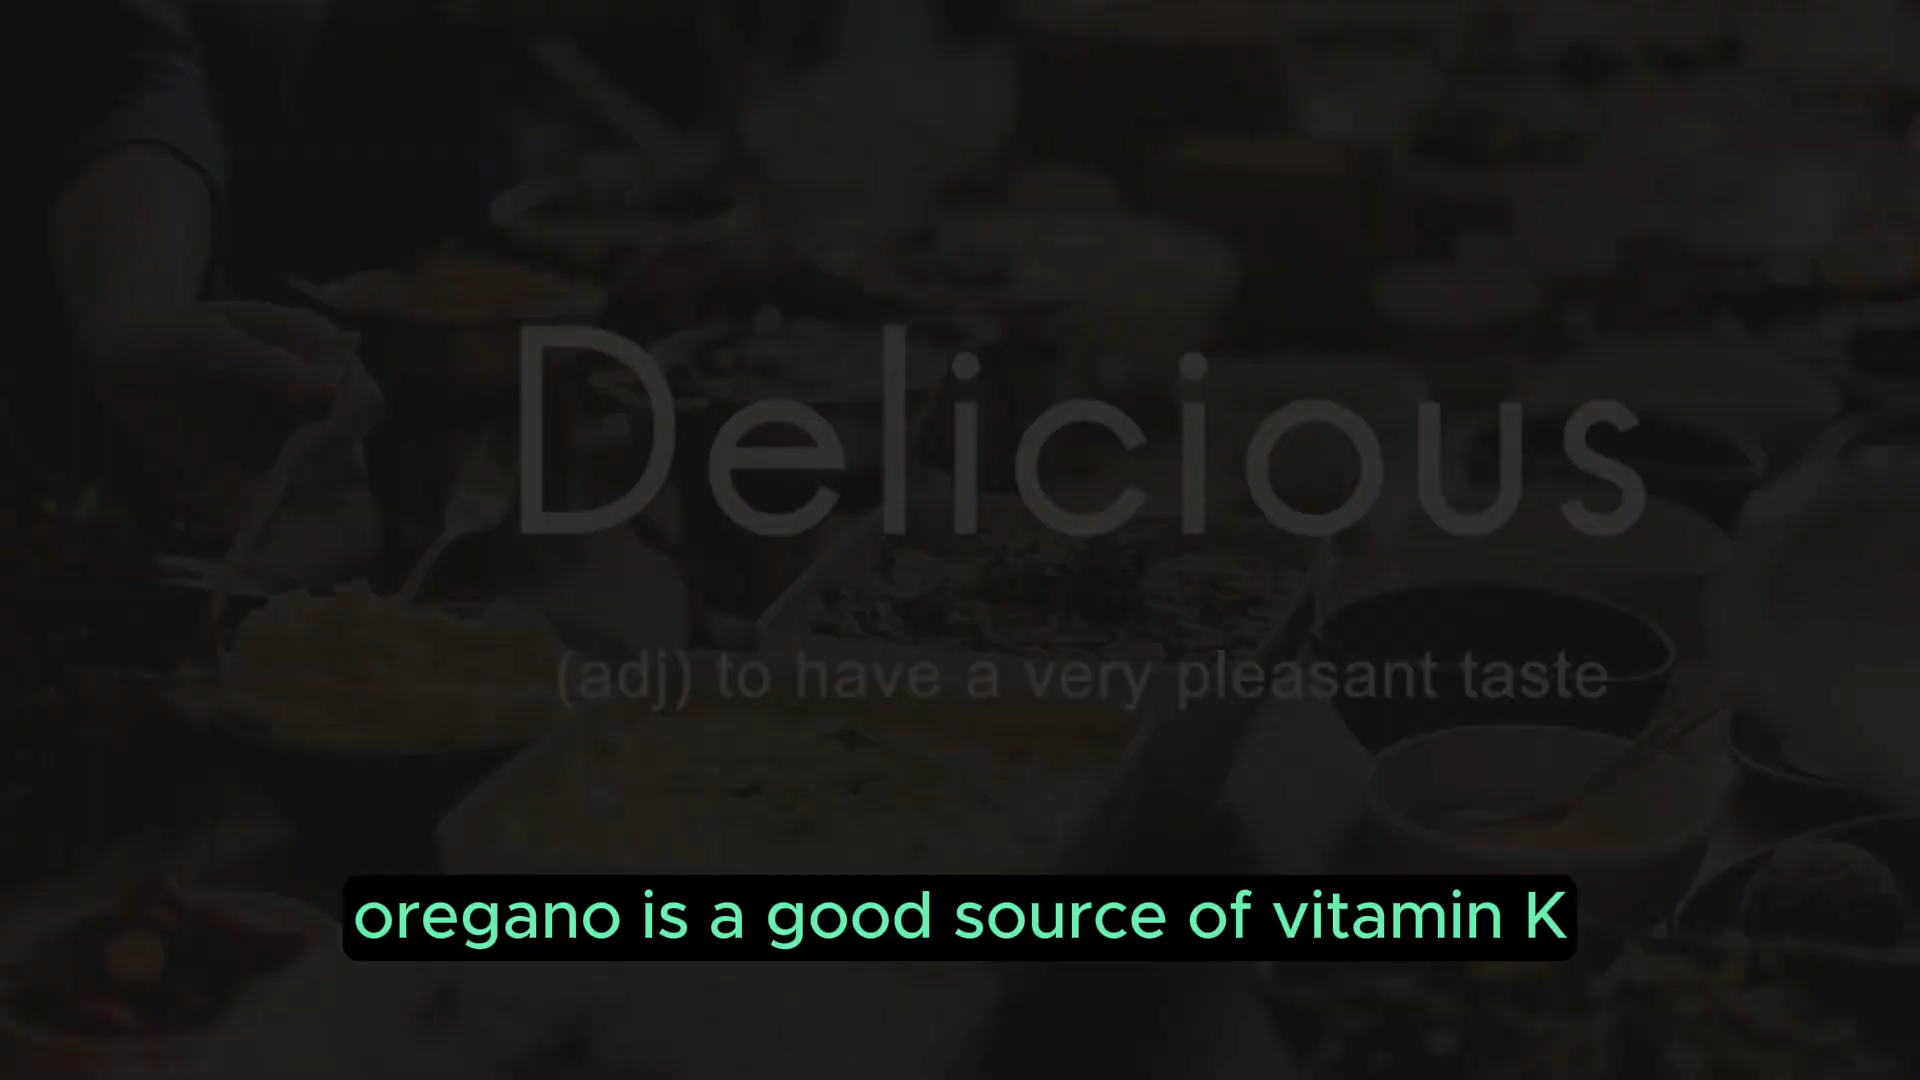 Delicious
(adj) to have a very pleasant taste
oregano is a good source of vitamin K